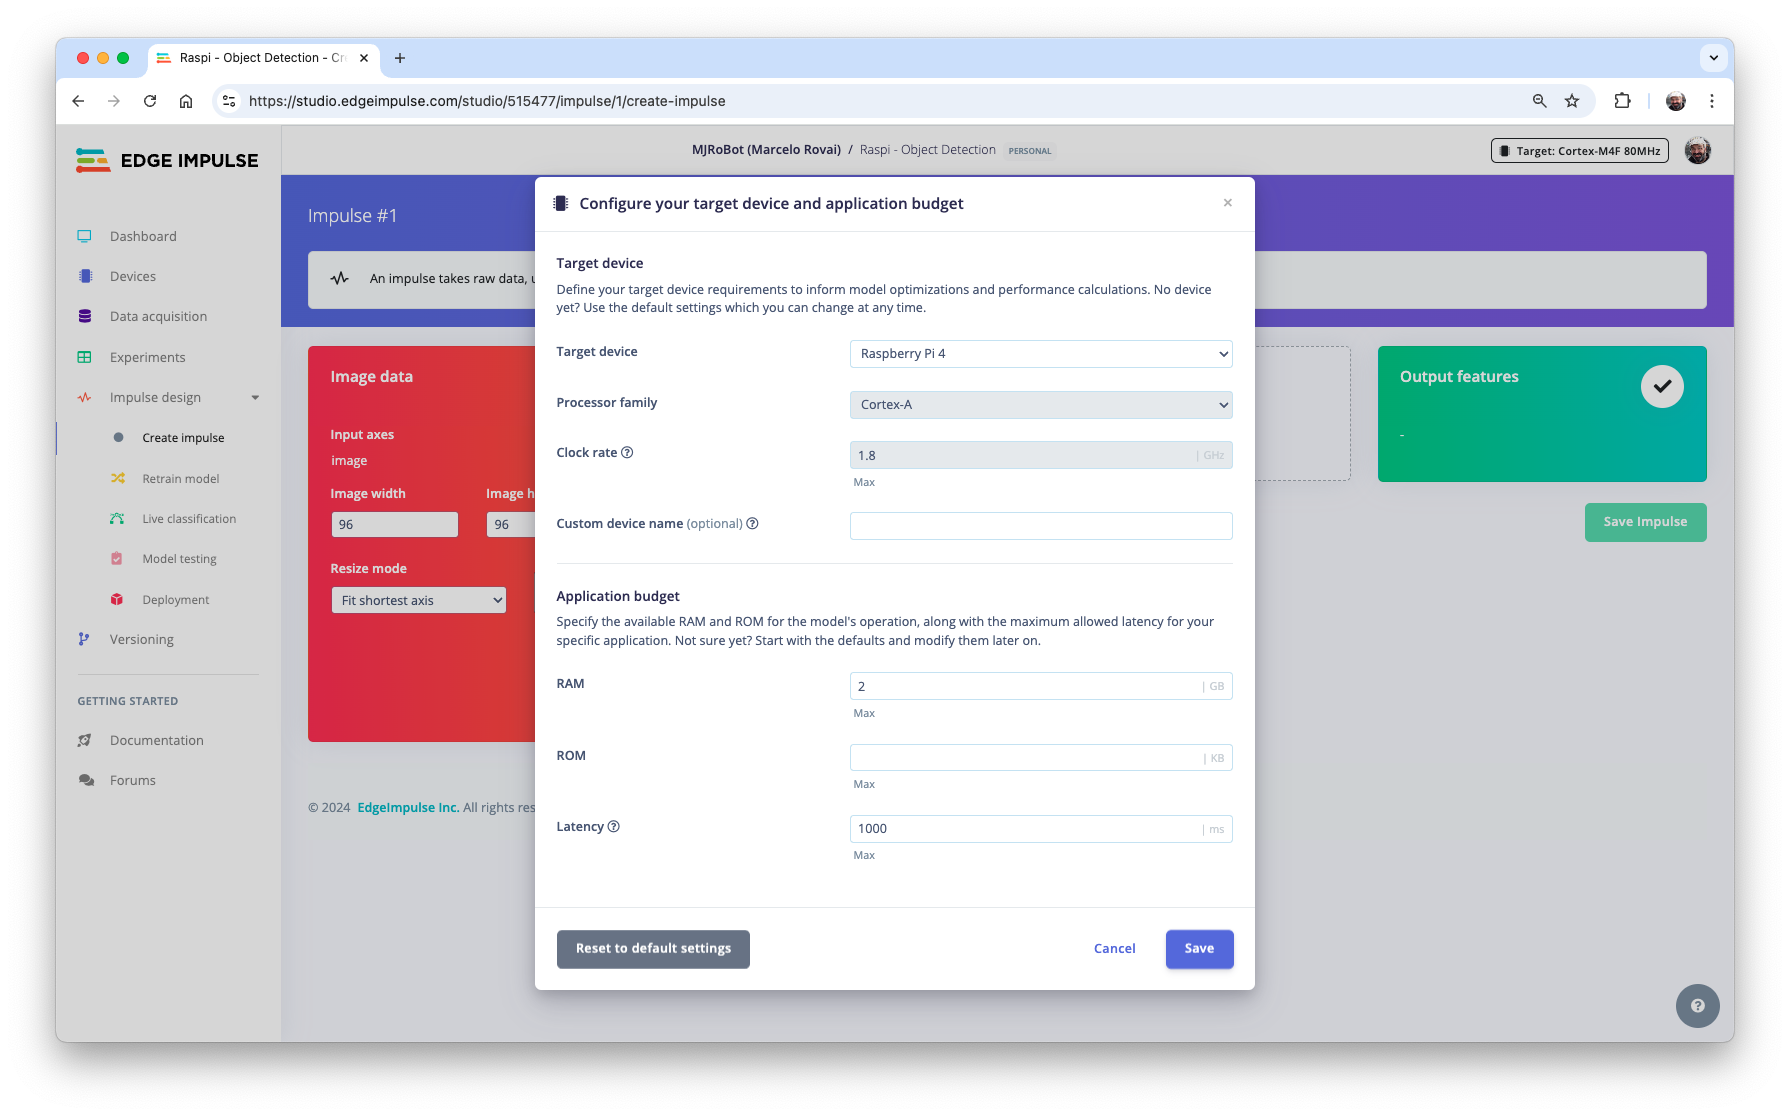 Raspi - Object Detection - Cr
https://studio.edgeimpulse.com/studio/515477/impulse/1/create-impulse
EDGE IMPULSE
MJRoBot (Marcelo Rovai) / Raspi - Object Detection PERSONAL
Target: Cortex-M4F 80MHz
Dashboard
Devices
Data acquisition
Experiments
Impulse design
Create impulse
Retrain model
Live classification
Model testing
Deployment
Versioning
GETTING STARTED
Documentation
Forums
Impulse #1
An impulse takes raw data, u
Image data
Input axes
image
Image width
Image h
96
96
Resize mode
Fit shortest axis
© 2024 EdgeImpulse Inc. All rights res
Configure your target device and application budget
×
Target device
Define your target device requirements to inform model optimizations and performance calculations. No device
yet? Use the default settings which you can change at any time.
Target device
Raspberry Pi 4
Processor family
Cortex-A
Clock rate ?
1.8 | GHz
Max
Custom device name (optional) ?
Application budget
Specify the available RAM and ROM for the model's operation, along with the maximum allowed latency for your
specific application. Not sure yet? Start with the defaults and modify them later on.
RAM
2 | GB
Max
ROM
| KB
Max
Latency ?
1000 | ms
Max
Reset to default settings
Cancel
Save
Output features
-
Save Impulse
?